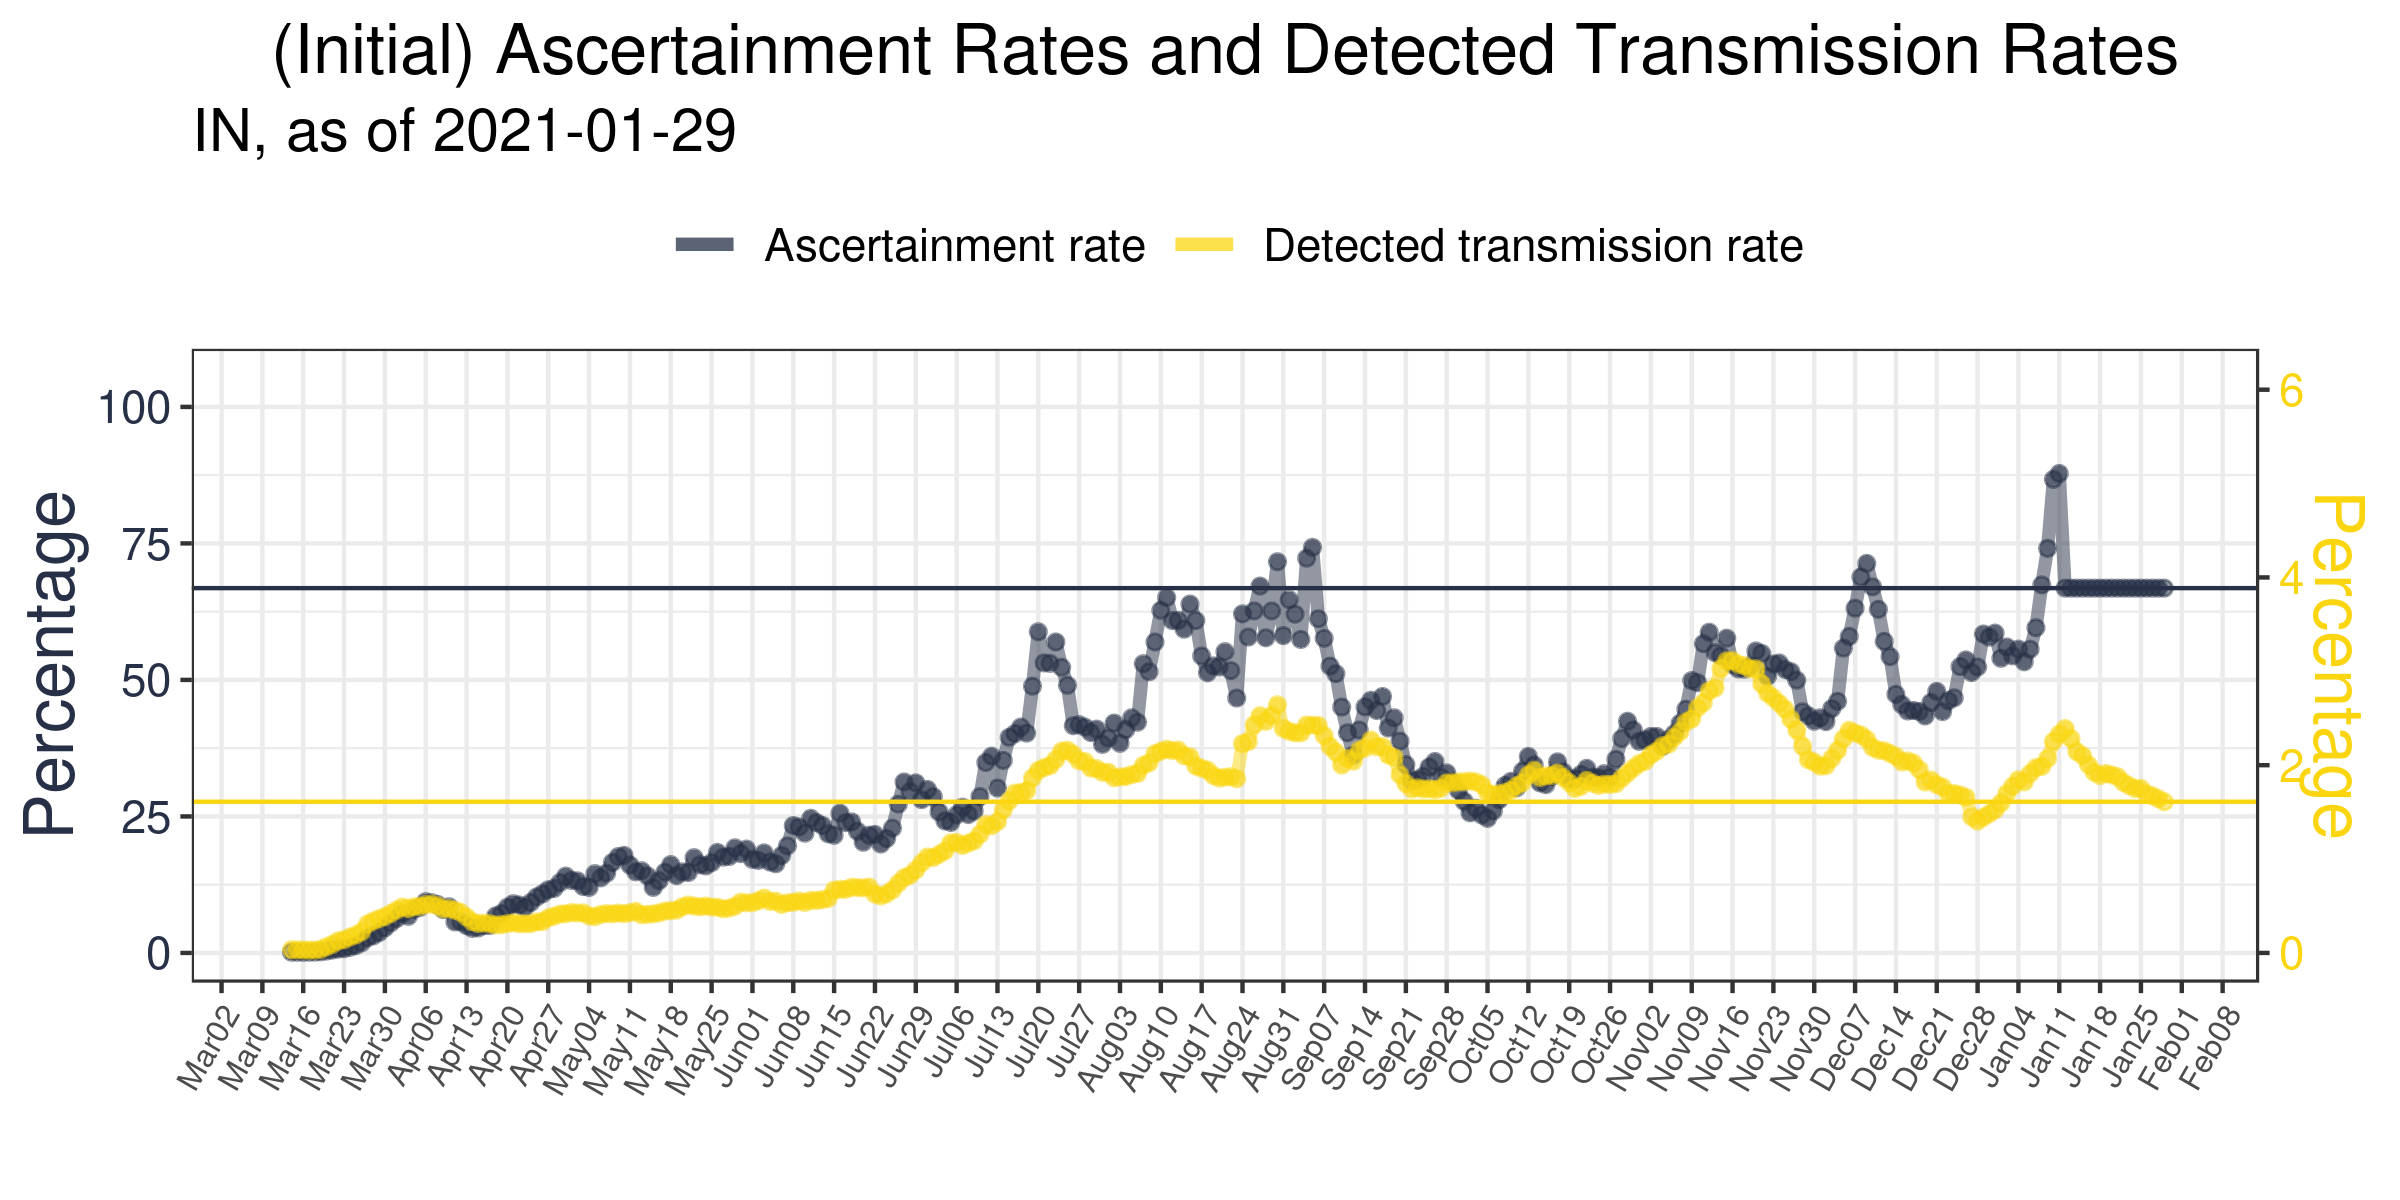 (Initial) Ascertainment Rates and Detected Transmission Rates
IN, as of 2021-01-29
Ascertainment rate
Detected transmission rate
Percentage
100
75
50
25
0
6
4
2
0
Percentage
Mar02
Mar09
Mar16
Mar23
Mar30
Apr06
Apr13
Apr20
Apr27
May04
May11
May18
May25
Jun01
Jun08
Jun15
Jun22
Jun29
Jul06
Jul13
Jul20
Jul27
Aug03
Aug10
Aug17
Aug24
Aug31
Sep07
Sep14
Sep21
Sep28
Oct05
Oct12
Oct19
Oct26
Nov02
Nov09
Nov16
Nov23
Nov30
Dec07
Dec14
Dec21
Dec28
Jan04
Jan11
Jan18
Jan25
Feb01
Feb08